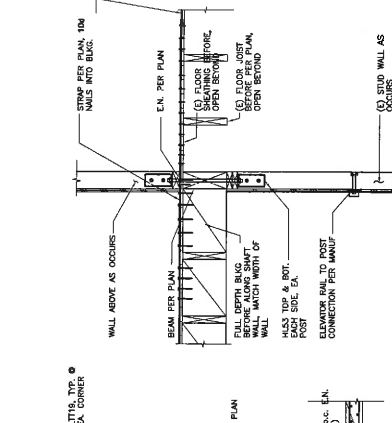 STRAP PER PLAN, 10d
NAILS INTO BLKG.
E.N. PER PLAN
(E) FLOOR
SHEATHING BEFORE,
OPEN BEYOND
(E) FLOOR JOIST
BEFORE PER PLAN,
OPEN BEYOND
(E) STUD WALL AS
OCCURS
WALL ABOVE AS OCCURS
BEAM PER PLAN
FULL DEPTH BLKG
BEFORE ALONG SHAFT
WALL, MATCH WIDTH OF
WALL
HL53 TOP & BOT.
EACH SIDE, EA.
POST
ELEVATOR RAIL TO POST
CONNECTION PER MANUF
LTT19, TYP. @
EA. CORNER
PLAN
o.c. E.N.